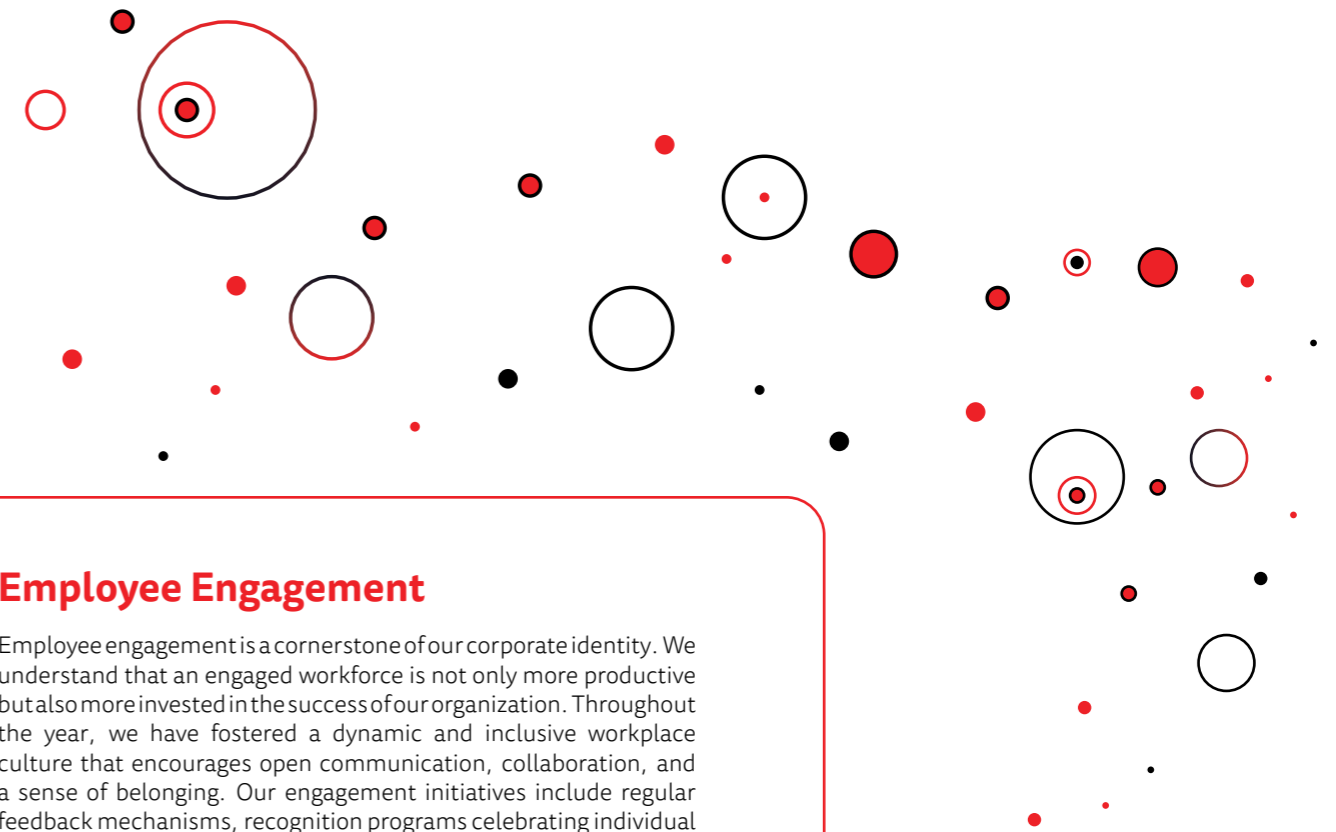 Employee Engagement
Employee engagement is a cornerstone of our corporate identity. We
understand that an engaged workforce is not only more productive
but also more invested in the success of our organization. Throughout
the year, we have fostered a dynamic and inclusive workplace
culture that encourages open communication, collaboration, and
a sense of belonging. Our engagement initiatives include regular
feedback mechanisms, recognition programs celebrating individual